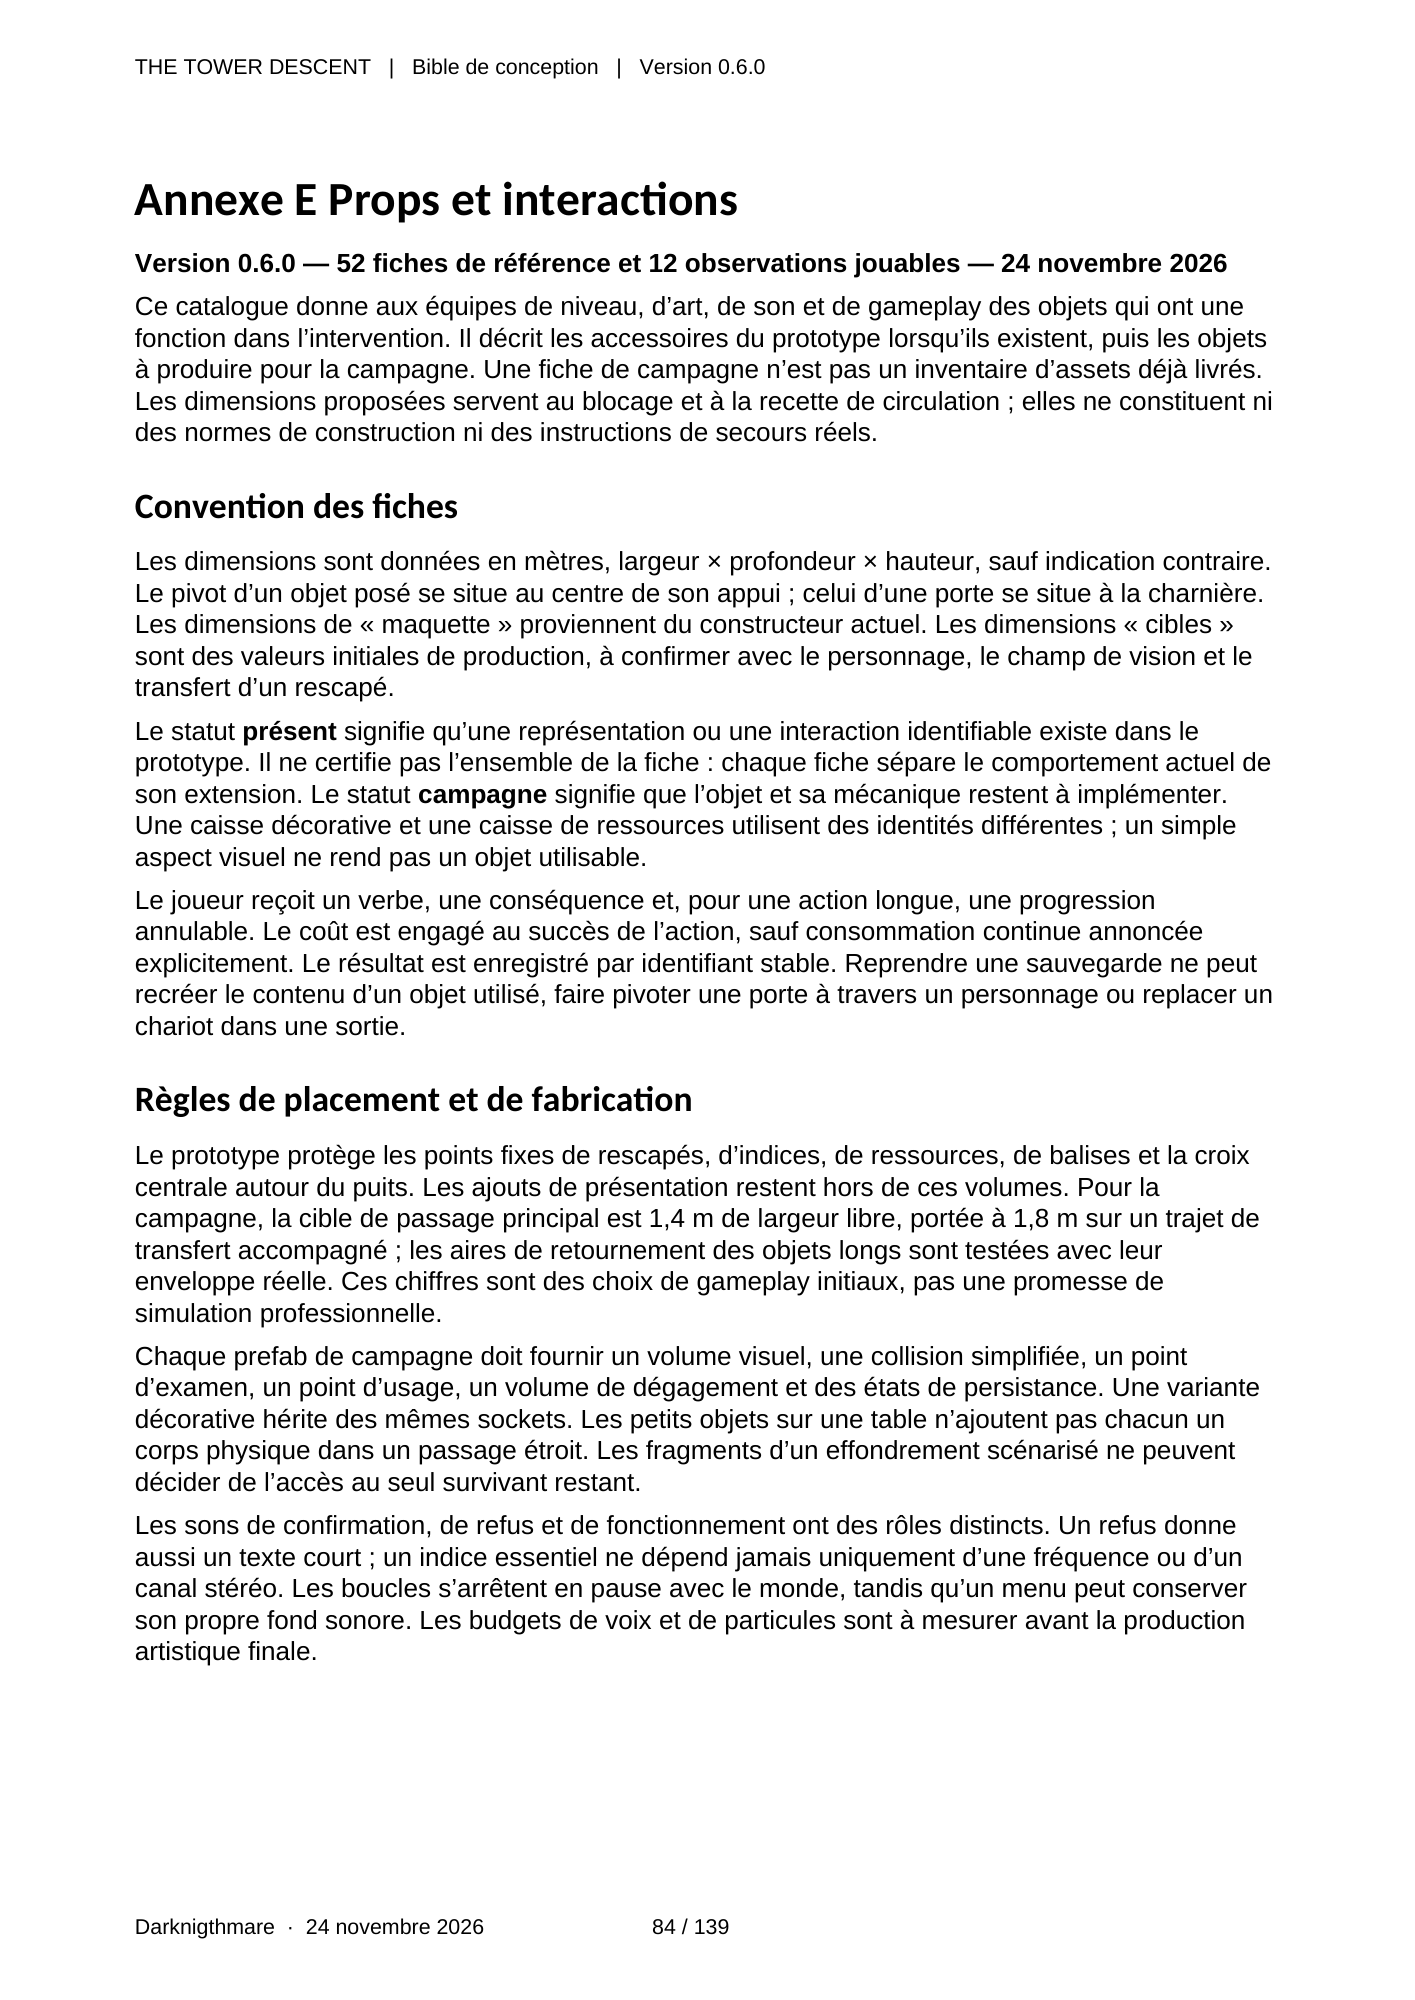 THE TOWER DESCENT | Bible de conception | Version 0.6.0
Annexe E Props et interactions
Version 0.6.0 — 52 fiches de référence et 12 observations jouables — 24 novembre 2026
Ce catalogue donne aux équipes de niveau, d’art, de son et de gameplay des objets qui ont une
fonction dans l’intervention. Il décrit les accessoires du prototype lorsqu’ils existent, puis les objets
à produire pour la campagne. Une fiche de campagne n’est pas un inventaire d’assets déjà livrés.
Les dimensions proposées servent au blocage et à la recette de circulation ; elles ne constituent ni
des normes de construction ni des instructions de secours réels.
Convention des fiches
Les dimensions sont données en mètres, largeur × profondeur × hauteur, sauf indication contraire.
Le pivot d’un objet posé se situe au centre de son appui ; celui d’une porte se situe à la charnière.
Les dimensions de « maquette » proviennent du constructeur actuel. Les dimensions « cibles »
sont des valeurs initiales de production, à confirmer avec le personnage, le champ de vision et le
transfert d’un rescapé.
Le statut présent signifie qu’une représentation ou une interaction identifiable existe dans le
prototype. Il ne certifie pas l’ensemble de la fiche : chaque fiche sépare le comportement actuel de
son extension. Le statut campagne signifie que l’objet et sa mécanique restent à implémenter.
Une caisse décorative et une caisse de ressources utilisent des identités différentes ; un simple
aspect visuel ne rend pas un objet utilisable.
Le joueur reçoit un verbe, une conséquence et, pour une action longue, une progression
annulable. Le coût est engagé au succès de l’action, sauf consommation continue annoncée
explicitement. Le résultat est enregistré par identifiant stable. Reprendre une sauvegarde ne peut
recréer le contenu d’un objet utilisé, faire pivoter une porte à travers un personnage ou replacer un
chariot dans une sortie.
Règles de placement et de fabrication
Le prototype protège les points fixes de rescapés, d’indices, de ressources, de balises et la croix
centrale autour du puits. Les ajouts de présentation restent hors de ces volumes. Pour la
campagne, la cible de passage principal est 1,4 m de largeur libre, portée à 1,8 m sur un trajet de
transfert accompagné ; les aires de retournement des objets longs sont testées avec leur
enveloppe réelle. Ces chiffres sont des choix de gameplay initiaux, pas une promesse de
simulation professionnelle.
Chaque prefab de campagne doit fournir un volume visuel, une collision simplifiée, un point
d’examen, un point d’usage, un volume de dégagement et des états de persistance. Une variante
décorative hérite des mêmes sockets. Les petits objets sur une table n’ajoutent pas chacun un
corps physique dans un passage étroit. Les fragments d’un effondrement scénarisé ne peuvent
décider de l’accès au seul survivant restant.
Les sons de confirmation, de refus et de fonctionnement ont des rôles distincts. Un refus donne
aussi un texte court ; un indice essentiel ne dépend jamais uniquement d’une fréquence ou d’un
canal stéréo. Les boucles s’arrêtent en pause avec le monde, tandis qu’un menu peut conserver
son propre fond sonore. Les budgets de voix et de particules sont à mesurer avant la production
artistique finale.
Darknigthmare · 24 novembre 2026 84 / 139